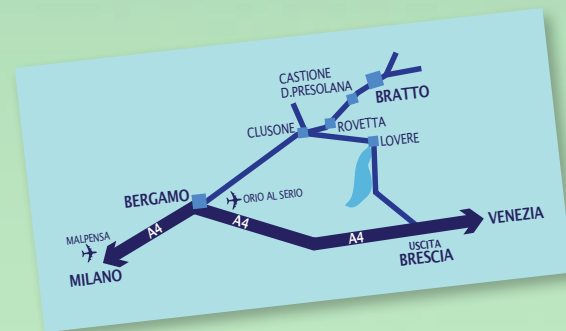 CASTIONE
D.PRESOLANA
BRATTO
CLUSONE
ROVETTA
LOVERE
BERGAMO
ORIO AL SERIO
MALPENSA
A4
A4
A4
MILANO
VENEZIA
USCITA
BRESCIA